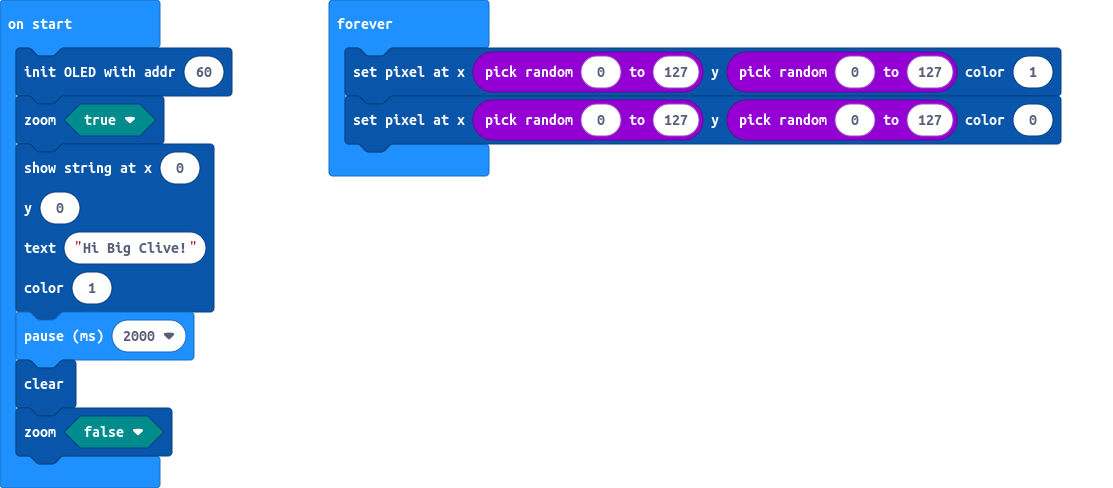 on start
init OLED with addr 60
zoom true
show string at x 0
y 0
text "Hi Big Clive!"
color 1
pause (ms) 2000
clear
zoom false
forever
set pixel at x pick random 0 to 127 y pick random 0 to 127 color 1
set pixel at x pick random 0 to 127 y pick random 0 to 127 color 0